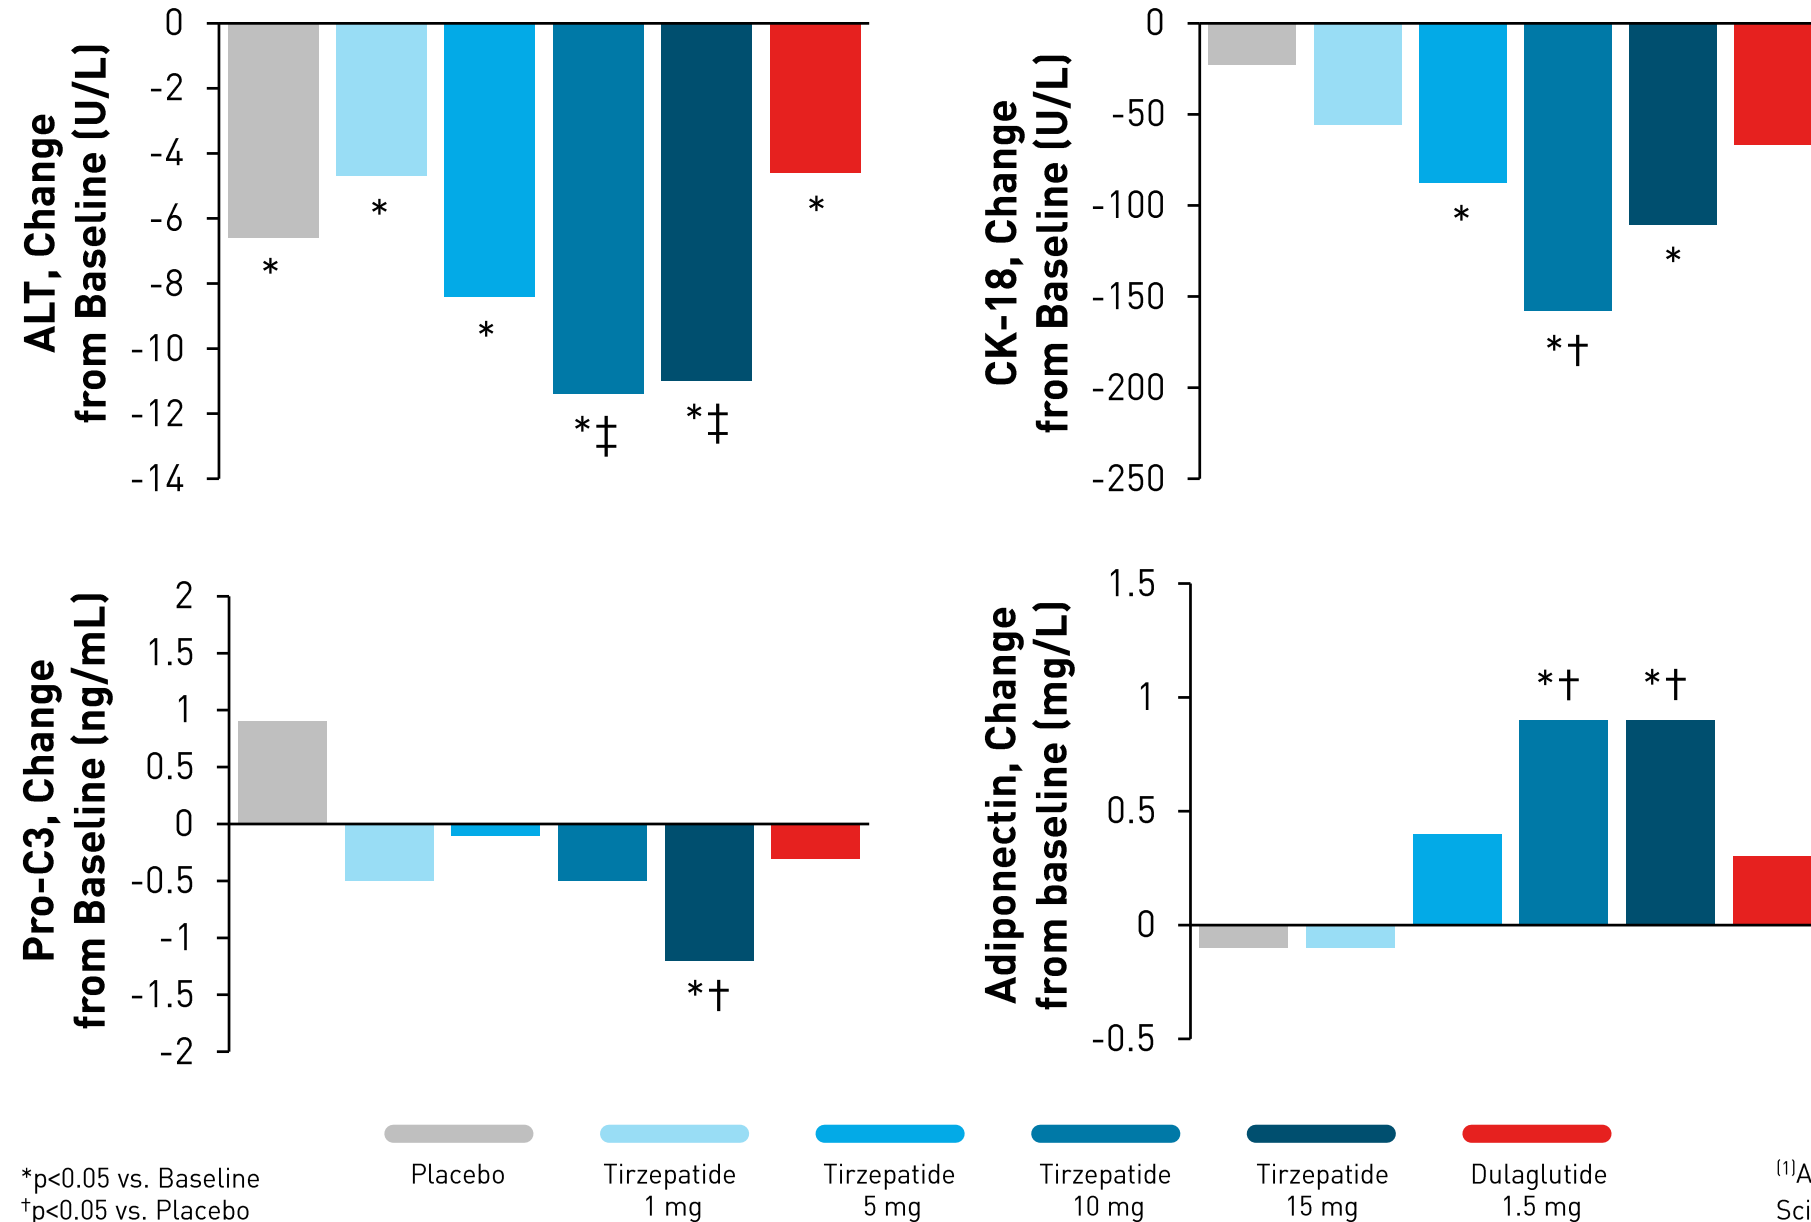 ALT, Change
from Baseline (U/L)
0
-2
-4
-6
-8
-10
-12
-14
*
*
*
*‡
*‡
*
CK-18, Change
from Baseline (U/L)
0
-50
-100
-150
-200
-250
*
*†
*
Pro-C3, Change
from Baseline (ng/mL)
2
1.5
1
0.5
0
-0.5
-1
-1.5
-2
*†
Adiponectin, Change
from baseline (mg/L)
1.5
1
0.5
0
-0.5
*†
*†
Placebo
Tirzepatide
1 mg
Tirzepatide
5 mg
Tirzepatide
10 mg
Tirzepatide
15 mg
Dulaglutide
1.5 mg
*p<0.05 vs. Baseline
†p<0.05 vs. Placebo
(1)A
Sci